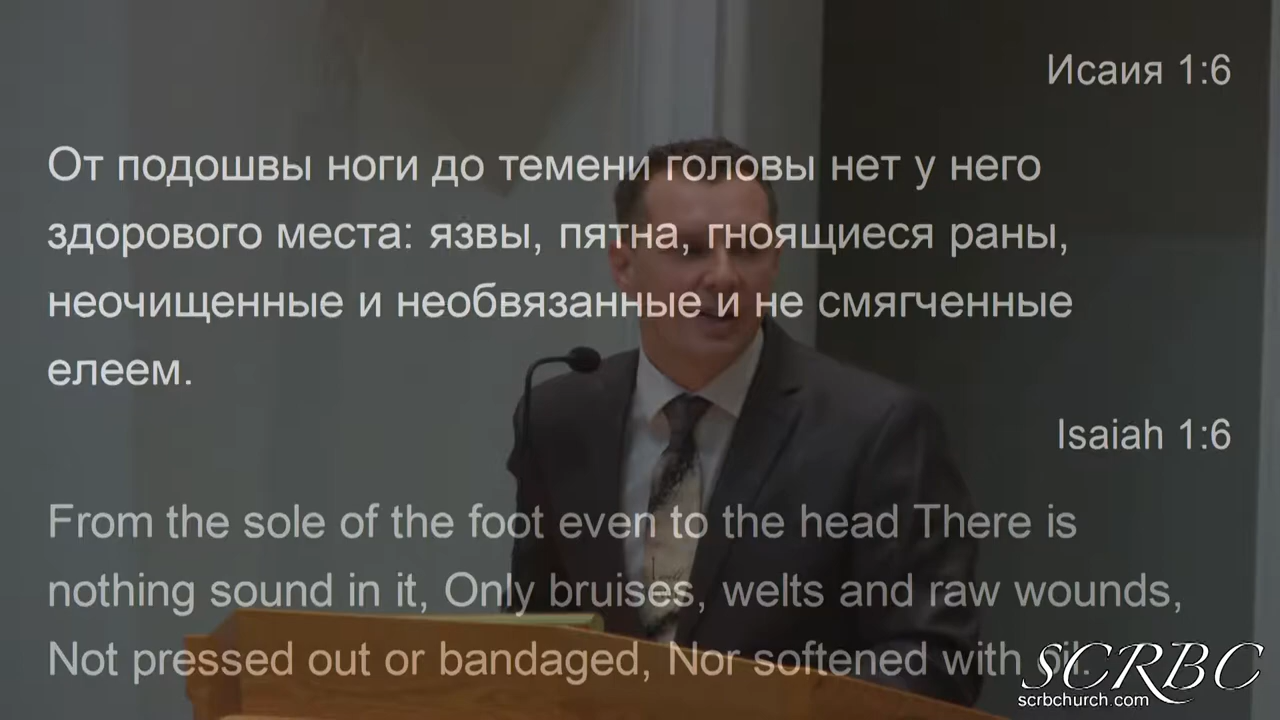 Исаия 1:6
От подошвы ноги до темени головы нет у него
здорового места: язвы, пятна, гноящиеся раны,
неочищенные и необвязанные и не смягченные
елеем.
Isaiah 1:6
From the sole of the foot even to the head There is
nothing sound in it, Only bruises, welts and raw wounds,
Not pressed out or bandaged, Nor softened with oil.
SCRBC
scrbchurch.com